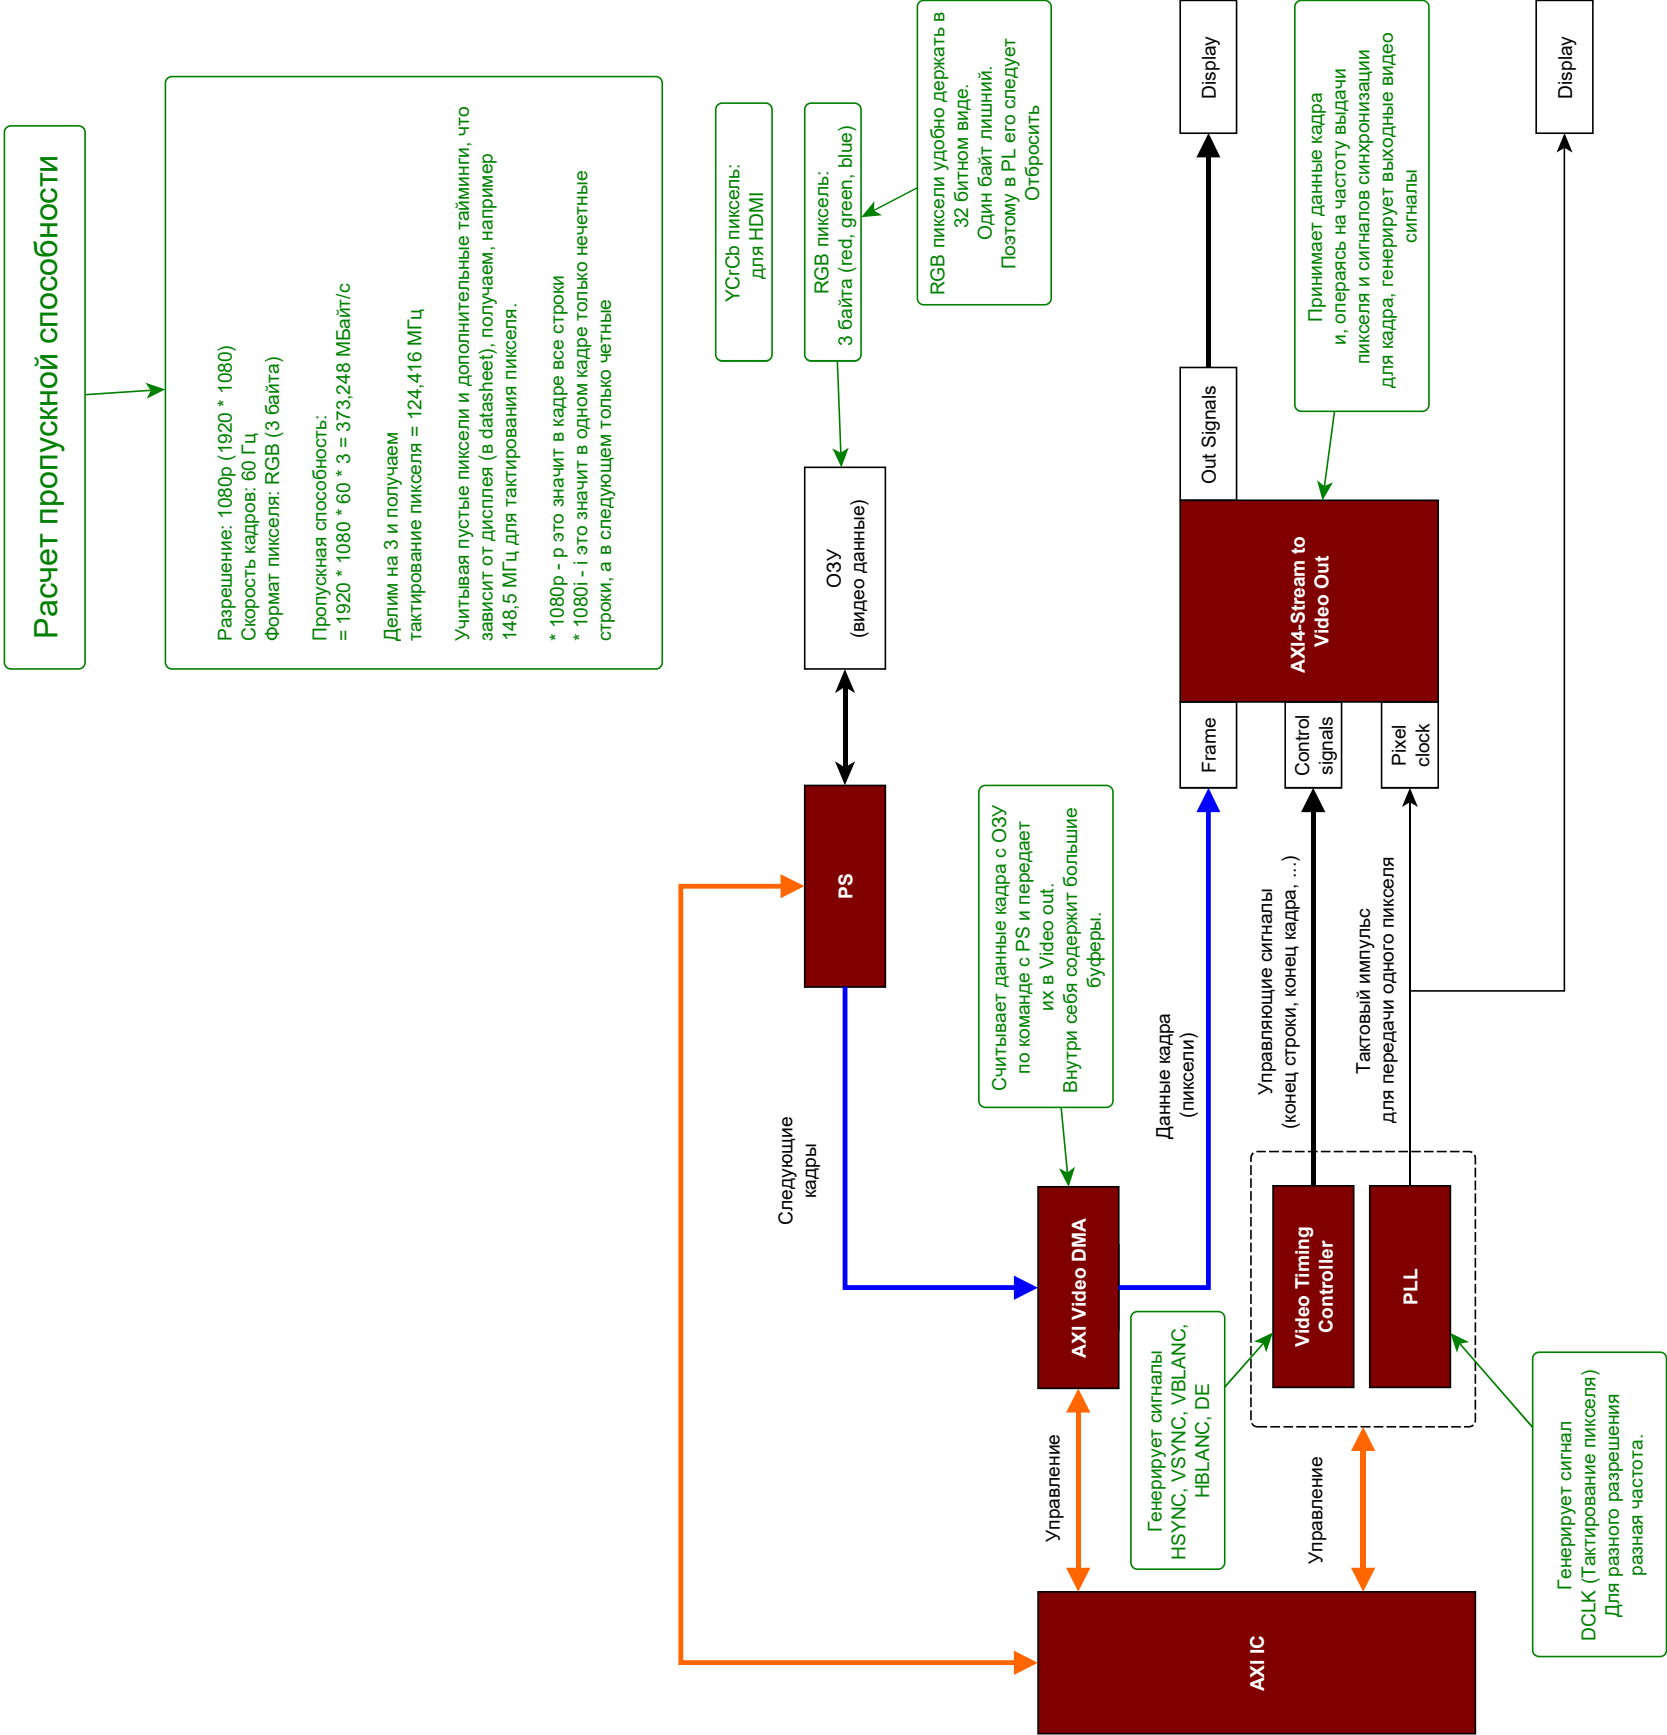 Расчет пропускной способности
Разрешение: 1080p (1920 * 1080)
Скорость кадров: 60 Гц
Формат пикселя: RGB (3 байта)
Пропускная способность:
= 1920 * 1080 * 60 * 3 = 373,248 МБайт/с
Делим на 3 и получаем
тактирование пикселя = 124,416 МГц
Учитывая пустые пиксели и дополнительные тайминги, что
зависит от дисплея (в datasheet), получаем, например
148,5 МГц для тактирования пикселя.
* 1080p - p это значит в кадре все строки
* 1080i - i это значит в одном кадре только нечетные
строки, а в следующем только четные
YCrCb пиксель:
для HDMI
RGB пиксель:
3 байта (red, green, blue)
RGB пиксели удобно держать в
32 битном виде.
Один байт лишний.
Поэтому в PL его следует
Отбросить
ОЗУ
(видео данные)
PS
Следующие
кадры
Считывает данные кадра с ОЗУ
по команде с PS и передает
их в Video out.
Внутри себя содержит большие
буферы.
AXI Video DMA
Управление
Данные кадра
(пиксели)
Генерирует сигналы
HSYNC, VSYNC, VBLANC,
HBLANC, DE
Video Timing
Controller
PLL
Управление
AXI IC
Генерирует сигнал
DCLK (Тактирование пикселя)
Для разного разрешения
разная частота.
Управляющие сигналы
(конец строки, конец кадра, ...)
Тактовый импульс
для передачи одного пикселя
Frame
Control
signals
Pixel
clock
AXI4-Stream to
Video Out
Out Signals
Display
Принимает данные кадра
и, операясь на частоту выдачи
пикселя и сигналов синхронизации
для кадра, генерирует выходные видео
сигналы
Display